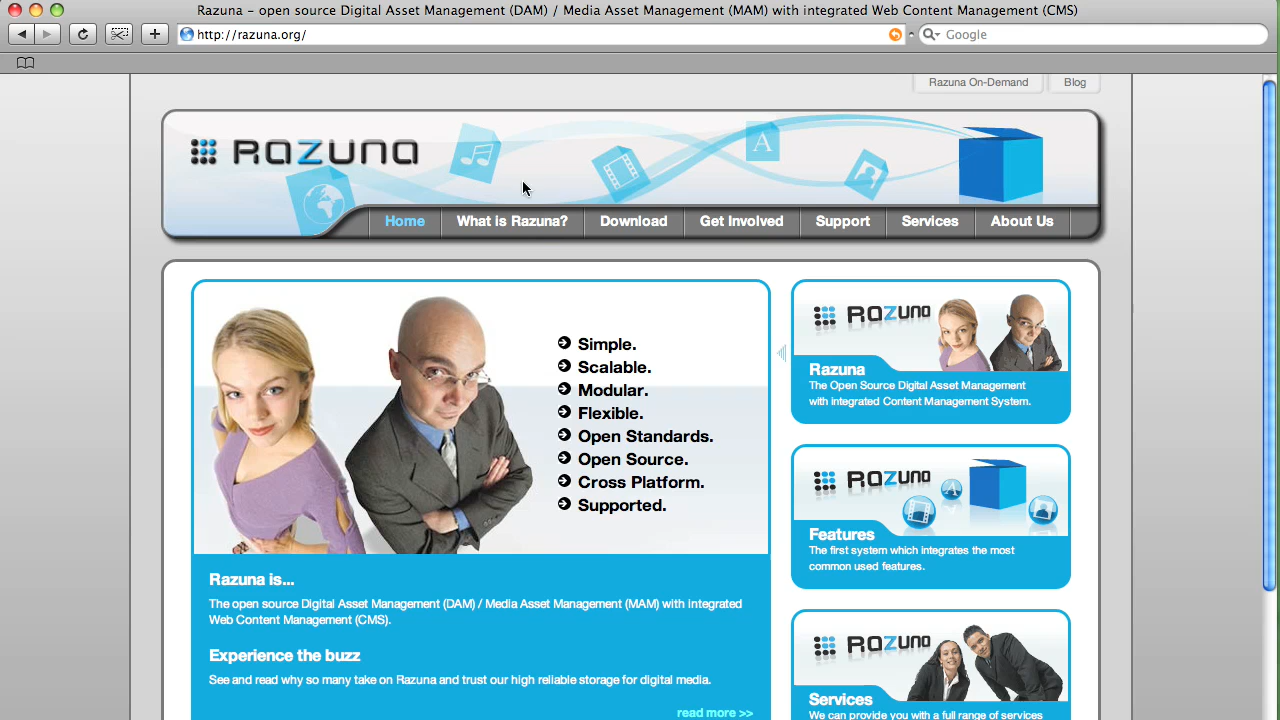 Razuna – open source Digital Asset Management (DAM) / Media Asset Management (MAM) with integrated Web Content Management (CMS)
http://razuna.org/
Google
Razuna On-Demand
Blog
RAZUNA
A
Home
What is Razuna?
Download
Get Involved
Support
Services
About Us
Simple.
Scalable.
Modular.
Flexible.
Open Standards.
Open Source.
Cross Platform.
Supported.
Razuna is...
The open source Digital Asset Management (DAM) / Media Asset Management (MAM) with integrated
Web Content Management (CMS).
Experience the buzz
See and read why so many take on Razuna and trust our high reliable storage for digital media.
read more >>
RAZUNA
Razuna
The Open Source Digital Asset Management
with integrated Content Management System.
RAZUNA
A
Features
The first system which integrates the most
common used features.
RAZUNA
Services
We can provide you with a full range of services